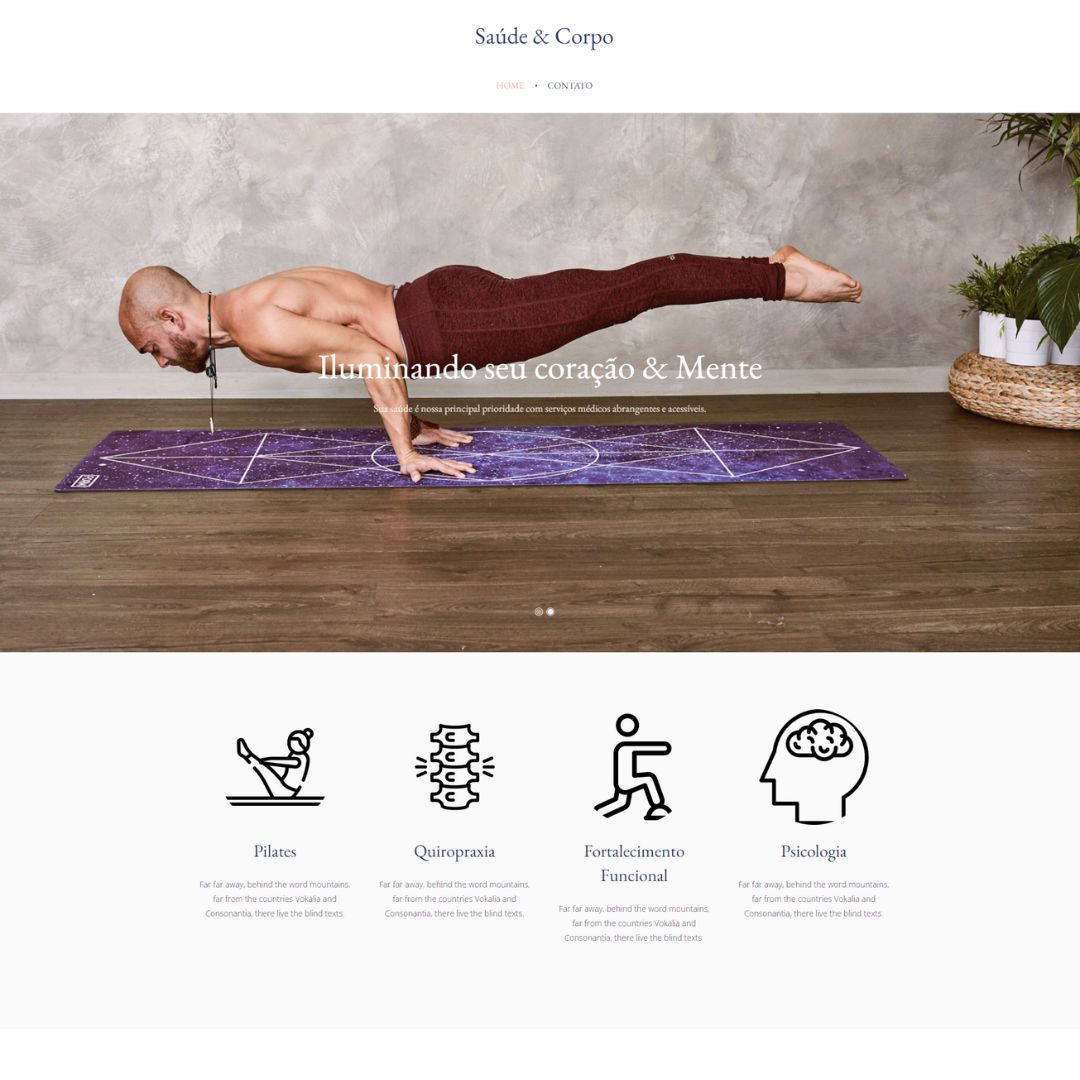 Saúde & Corpo
HOME • CONTATO
Iluminando seu coração & Mente
Sua saúde é nossa principal prioridade com serviços médicos abrangentes e acessíveis.
Pilates
Far far away, behind the word mountains,
far from the countries Vokalia and
Consonantia, there live the blind texts.
Quiropraxia
Far far away, behind the word mountains,
far from the countries Vokalia and
Consonantia, there live the blind texts.
Fortalecimento
Funcional
Far far away, behind the word mountains,
far from the countries Vokalia and
Consonantia, there live the blind texts.
Psicologia
Far far away, behind the word mountains,
far from the countries Vokalia and
Consonantia, there live the blind texts.